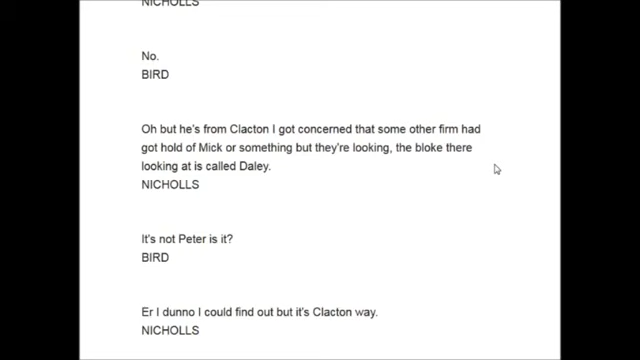 NICHOLLS
No.
BIRD
Oh but he's from Clacton I got concerned that some other firm had
got hold of Mick or something but they're looking, the bloke there
looking at is called Daley.
NICHOLLS
It's not Peter is it?
BIRD
Er I dunno I could find out but it's Clacton way.
NICHOLLS